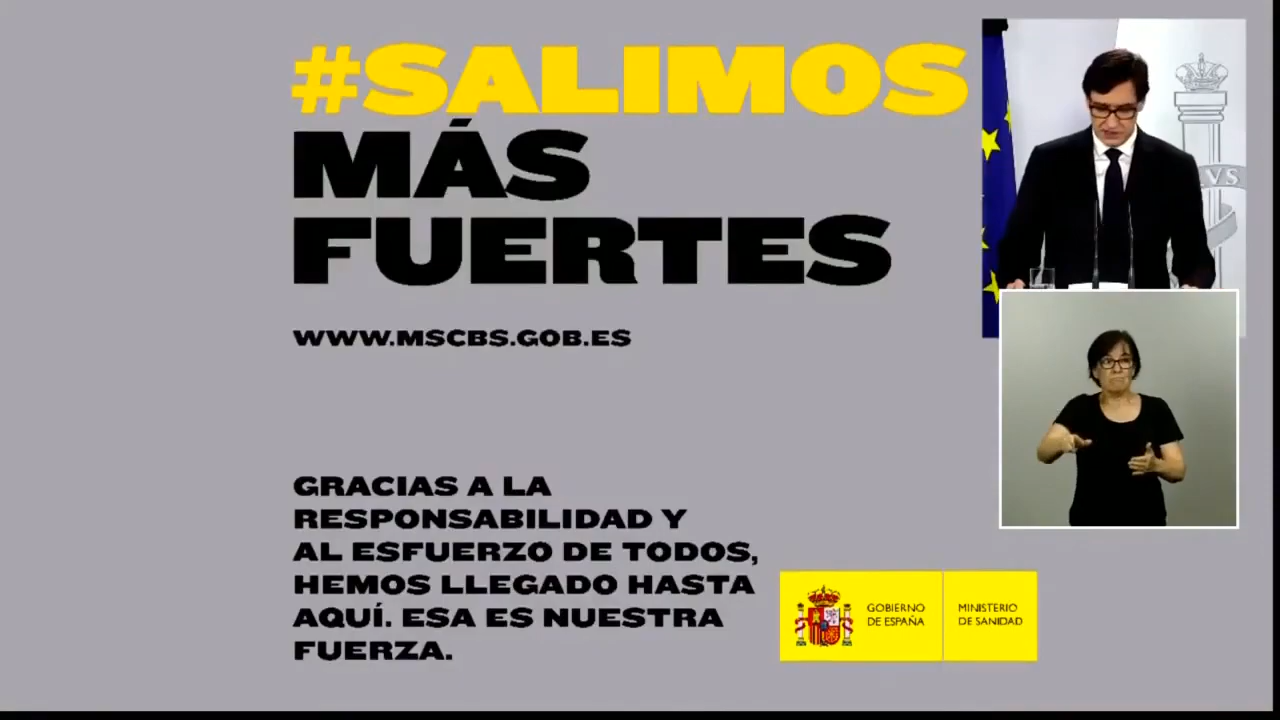 #SALIMOS
MÁS
FUERTES
WWW.MSCBS.GOB.ES
GRACIAS A LA
RESPONSABILIDAD Y
AL ESFUERZO DE TODOS,
HEMOS LLEGADO HASTA
AQUÍ. ESA ES NUESTRA
FUERZA.
GOBIERNO
DE ESPAÑA
MINISTERIO
DE SANIDAD